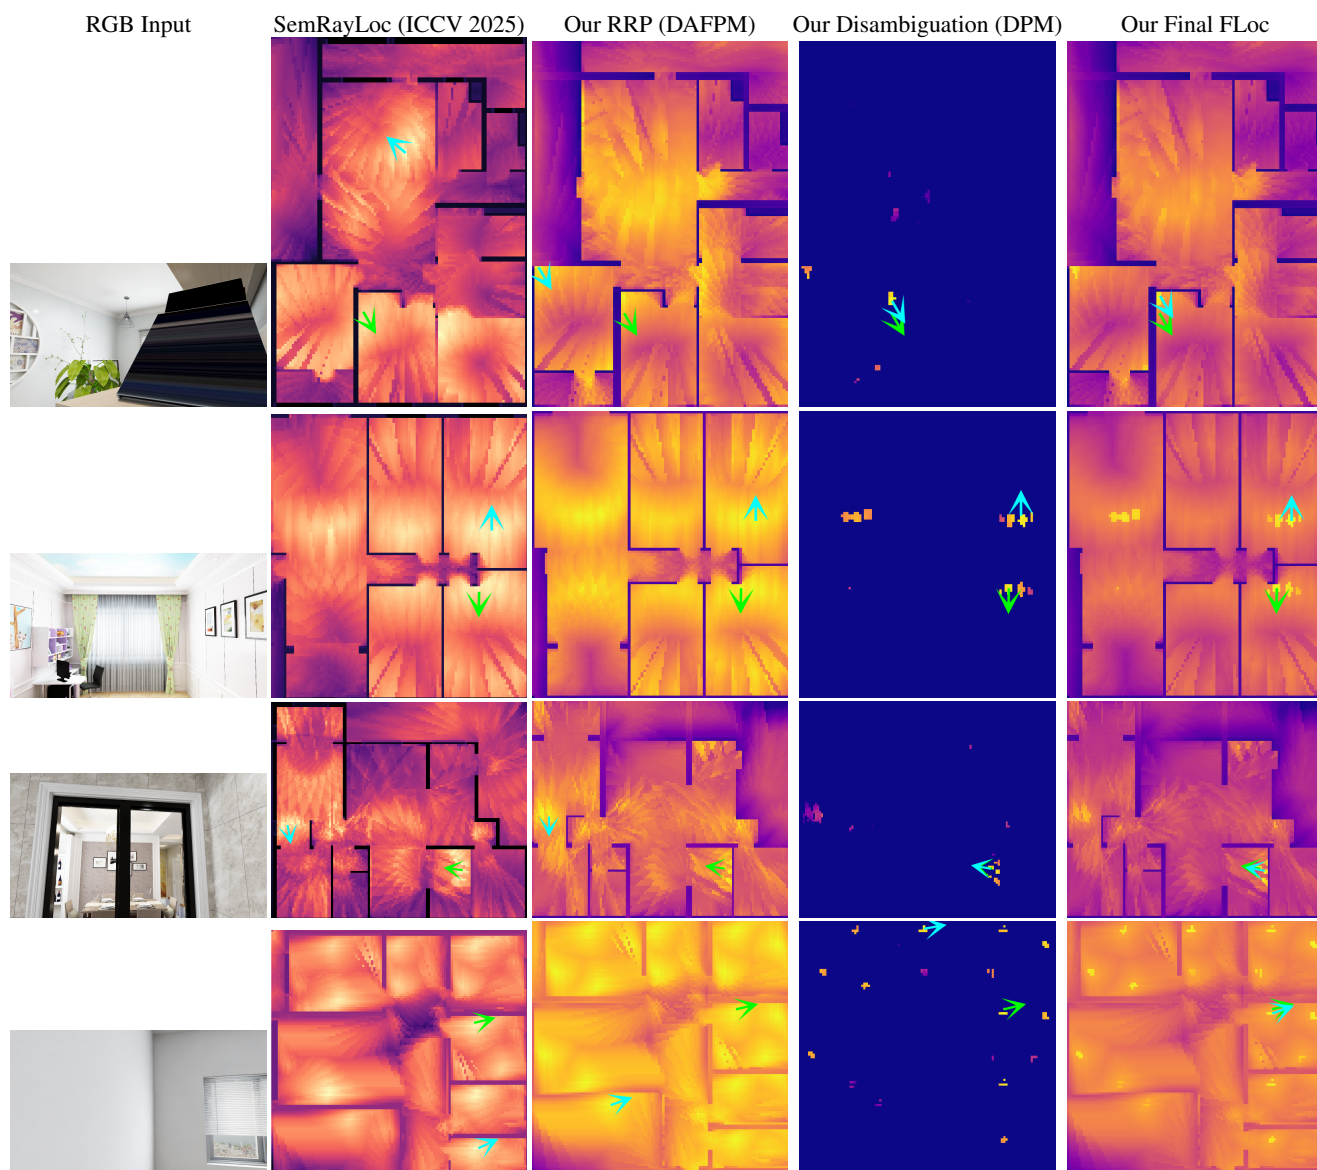 RGB Input
SemRayLoc (ICCV 2025)
Our RRP (DAFPM)
Our Disambiguation (DPM)
Our Final FLoc